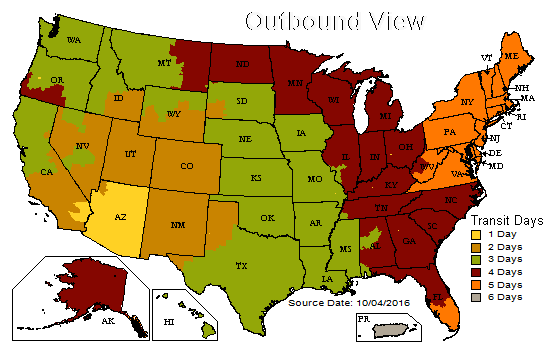 Outbound View
WA
MT
ND
MN
VT
ME
OR
ID
SD
WI
MI
NY
NH
MA
RI
CT
WY
NE
IA
PA
NJ
NV
UT
CO
IL
IN
OH
DE
MD
CA
KS
MO
WV
VA
KY
AZ
NM
OK
AR
TN
NC
SC
TX
LA
MS
AL
GA
FL
Transit Days
1 Day
2 Days
3 Days
4 Days
5 Days
6 Days
Source Date: 10/04/2016
AK
HI
PR